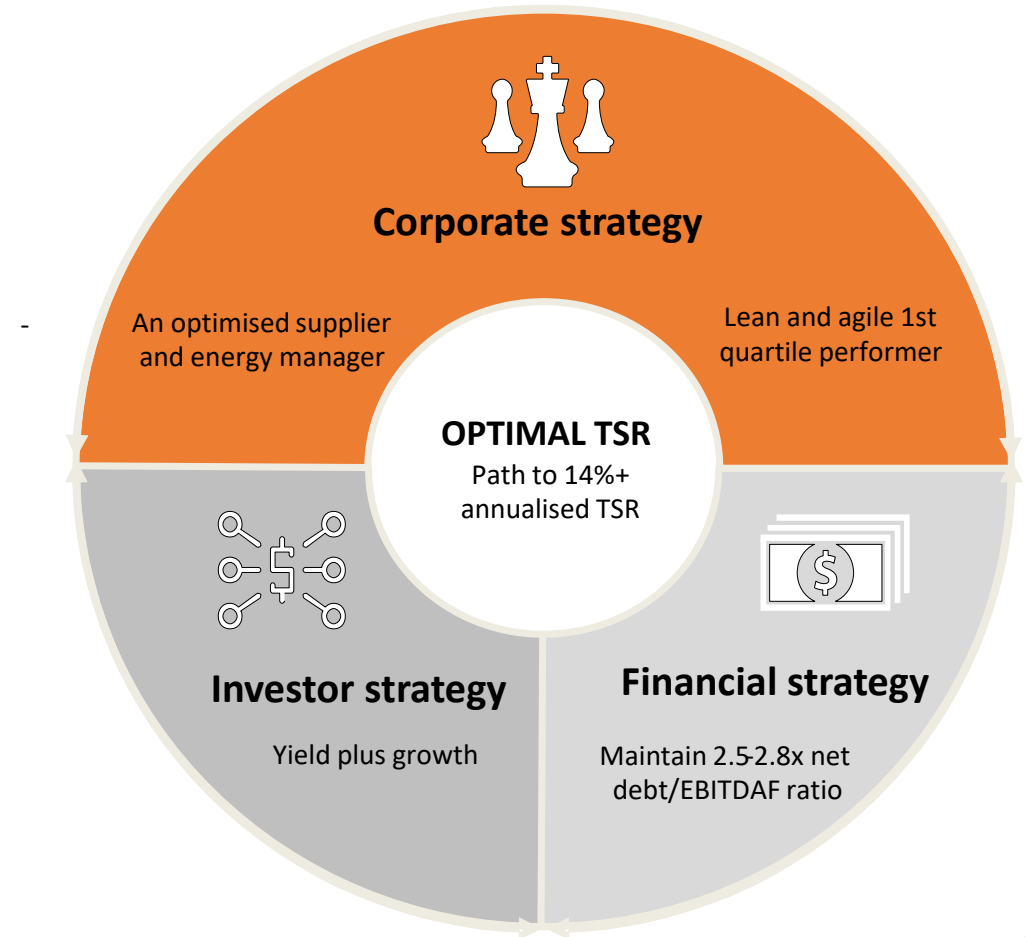 Corporate strategy
-
An optimised supplier
and energy manager
Lean and agile 1st
quartile performer
OPTIMAL TSR
Path to 14%+
annualised TSR
$
$
Investor strategy
Yield plus growth
Financial strategy
Maintain 2.5-2.8x net
debt/EBITDAF ratio